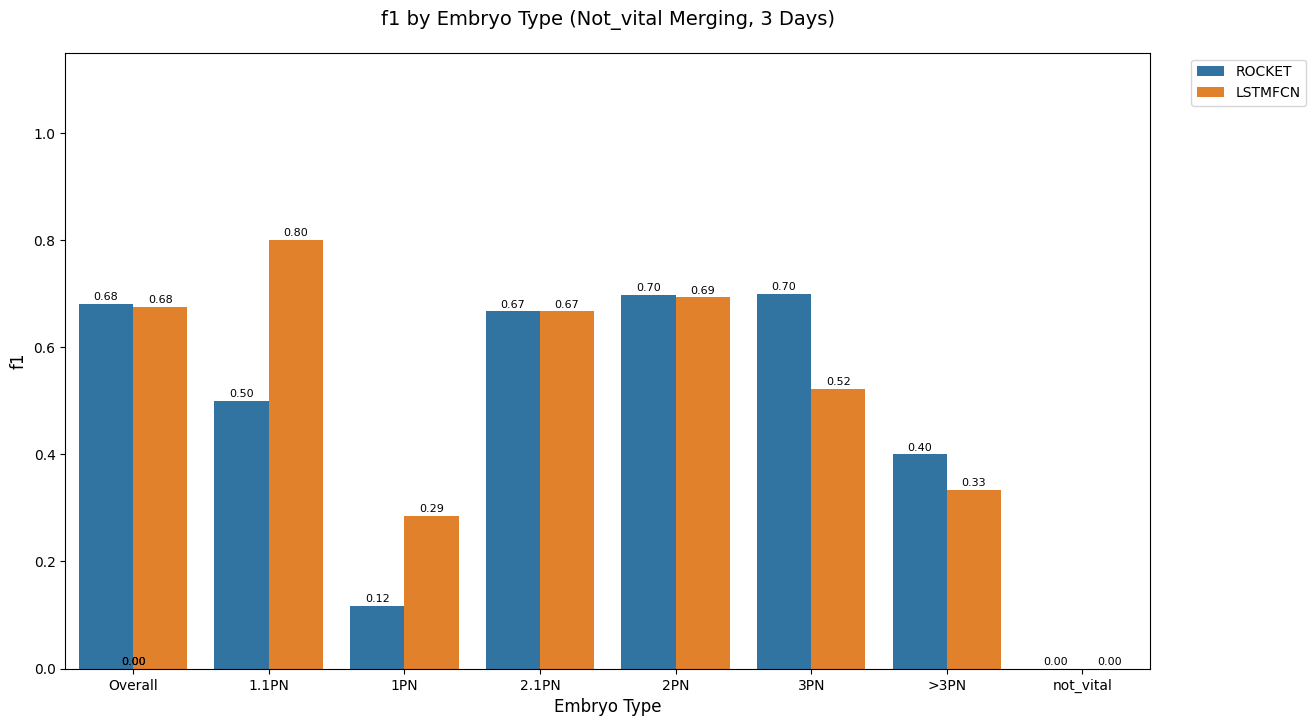 f1 by Embryo Type (Not_vital Merging, 3 Days)
ROCKET
LSTMFCN
f1
1.0
0.8
0.6
0.4
0.2
0.0
0.68
0.68
0.00
0.50
0.80
0.12
0.29
0.67
0.67
0.70
0.69
0.70
0.52
0.40
0.33
0.00
0.00
Overall
1.1PN
1PN
2.1PN
2PN
3PN
>3PN
not_vital
Embryo Type